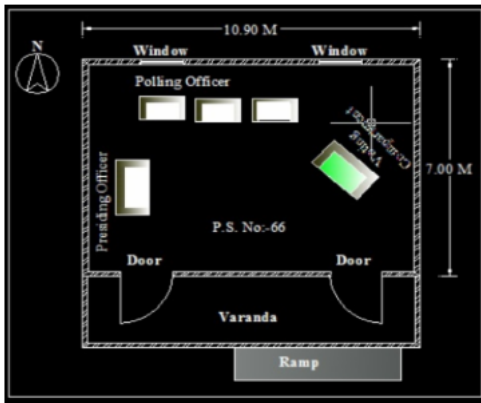 10.90 M
N
Window
Window
Polling Officer
Voting
Compartment
7.00 M
Presiding Officer
P.S. No:-66
Door
Door
Varanda
Ramp